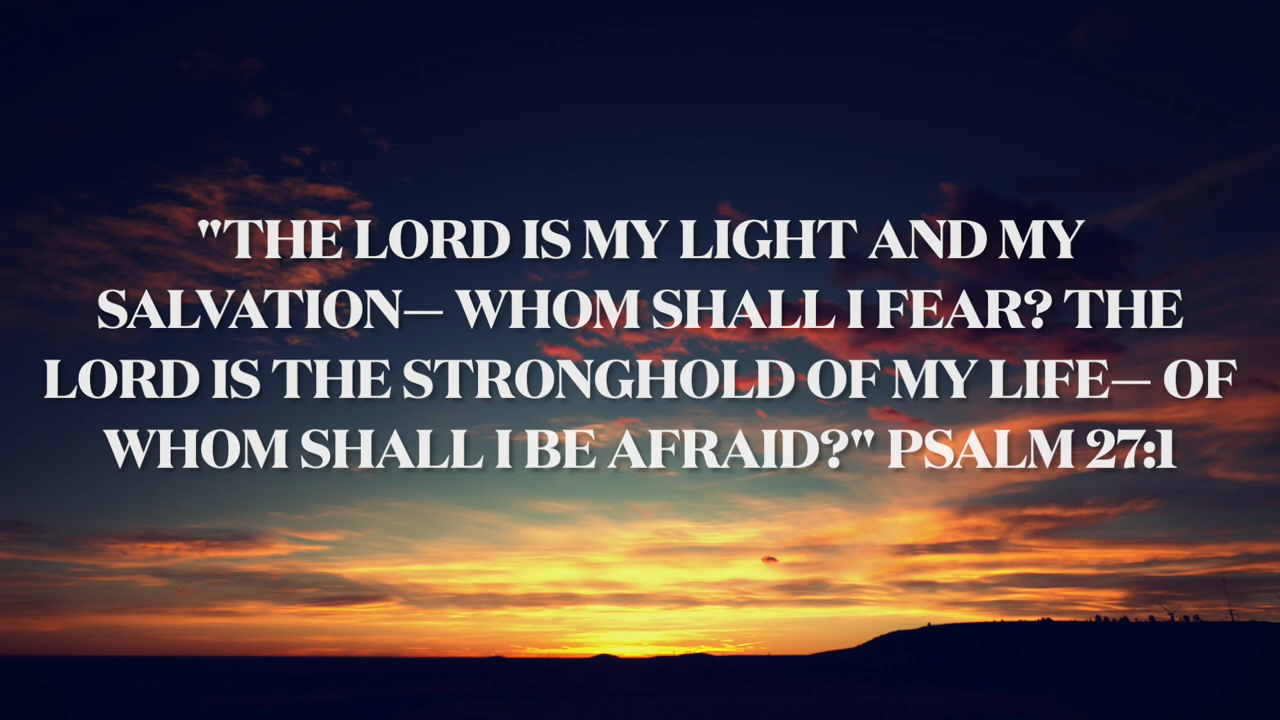 "THE LORD IS MY LIGHT AND MY
SALVATION— WHOM SHALL I FEAR? THE
LORD IS THE STRONGHOLD OF MY LIFE— OF
WHOM SHALL I BE AFRAID?" PSALM 27:1